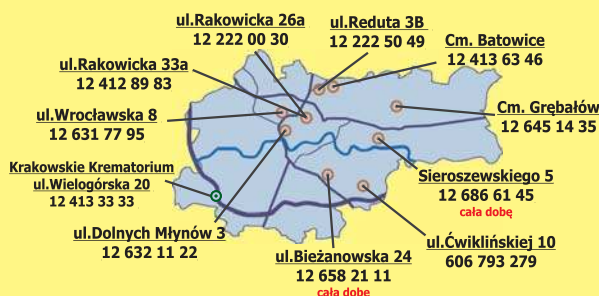 ul.Rakowicka 26a
12 222 00 30
ul.Reduta 3B
12 222 50 49
Cm. Batowice
12 413 63 46
ul.Rakowicka 33a
12 412 89 83
Cm. Grębałów
12 645 14 35
ul.Wrocławska 8
12 631 77 95
Krakowskie Krematorium
ul.Wielogórska 20
12 413 33 33
Sieroszewskiego 5
12 686 61 45
cała dobę
ul.Dolnych Młynów 3
12 632 11 22
ul.Bieżanowska 24
12 658 21 11
cała dobę
ul.Ćwiklińskiej 10
606 793 279